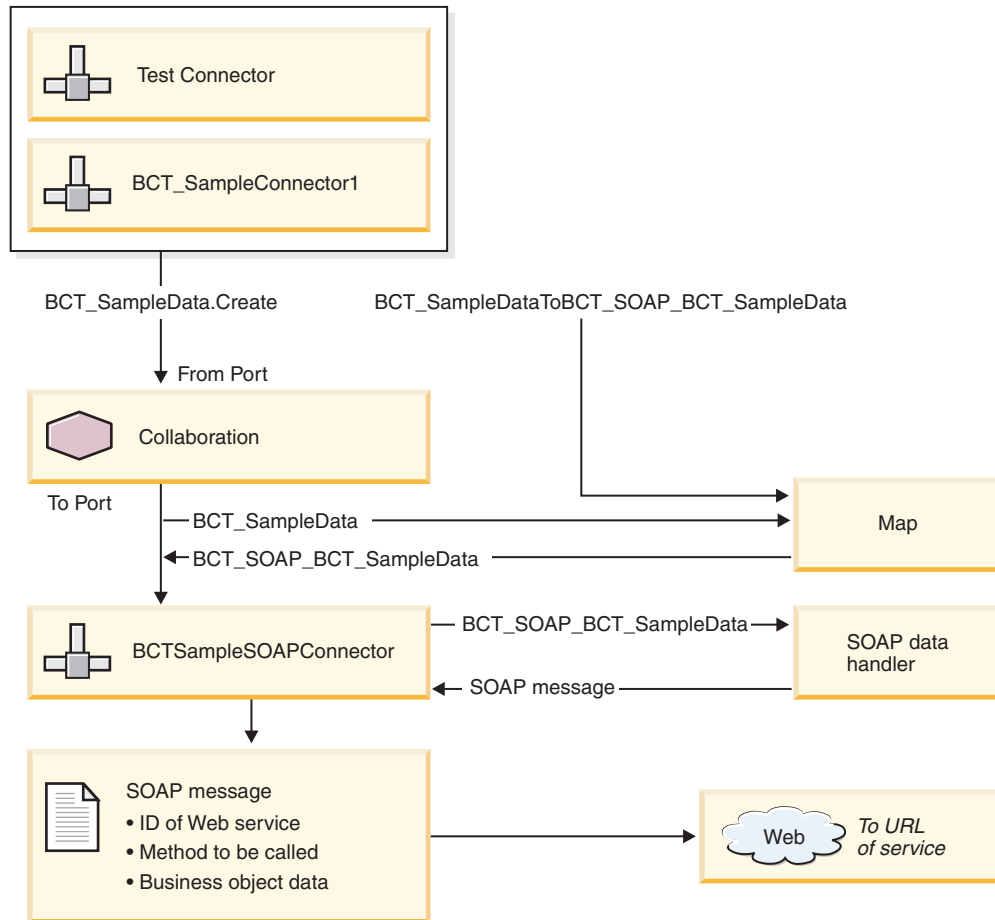 Test Connector
BCT_SampleConnector1
BCT_SampleData.Create
BCT_SampleDataToBCT_SOAP_BCT_SampleData
From Port
Collaboration
To Port
BCT_SampleData
Map
BCT_SOAP_BCT_SampleData
BCTSampleSOAPConnector
BCT_SOAP_BCT_SampleData
SOAP message
SOAP data
handler
SOAP message
• ID of Web service
• Method to be called
• Business object data
Web
To URL
of service